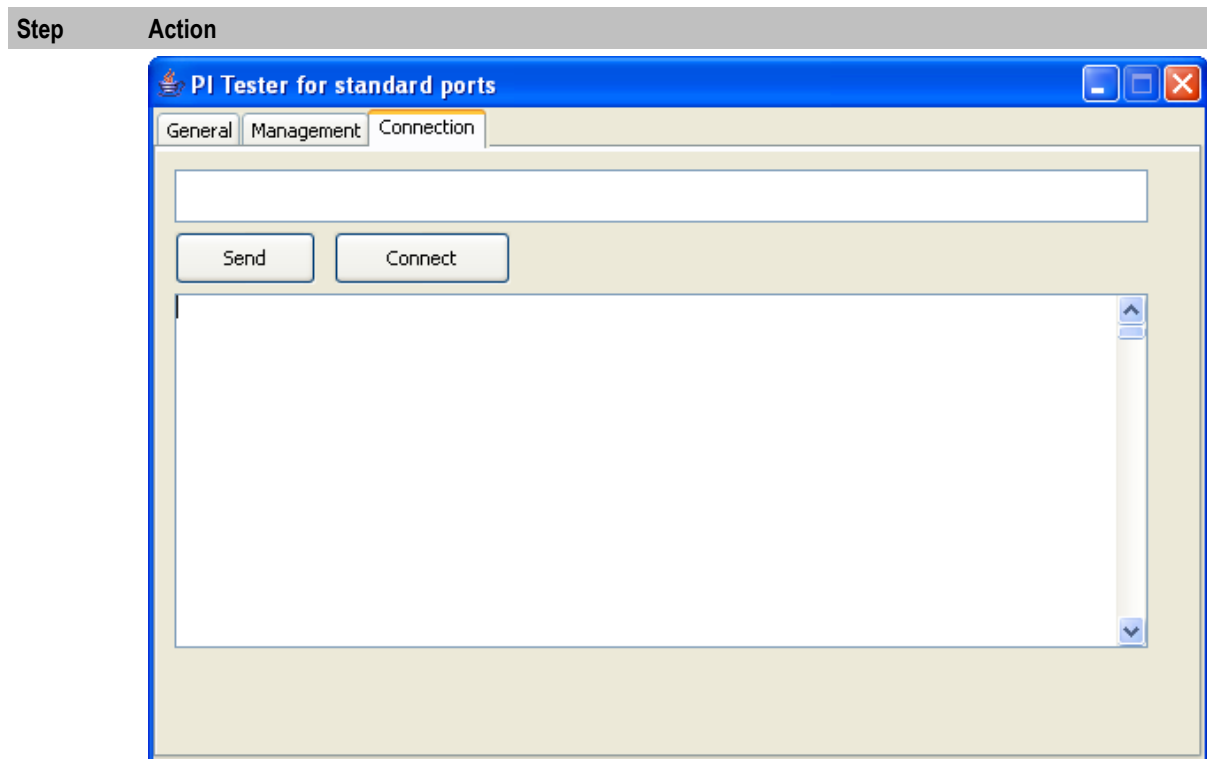 Step Action
PI Tester for standard ports
General Management Connection
Send Connect